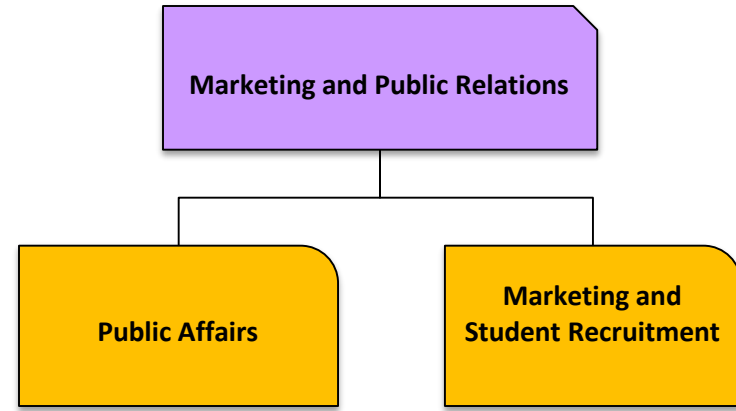 Marketing and Public Relations
Public Affairs
Marketing and
Student Recruitment